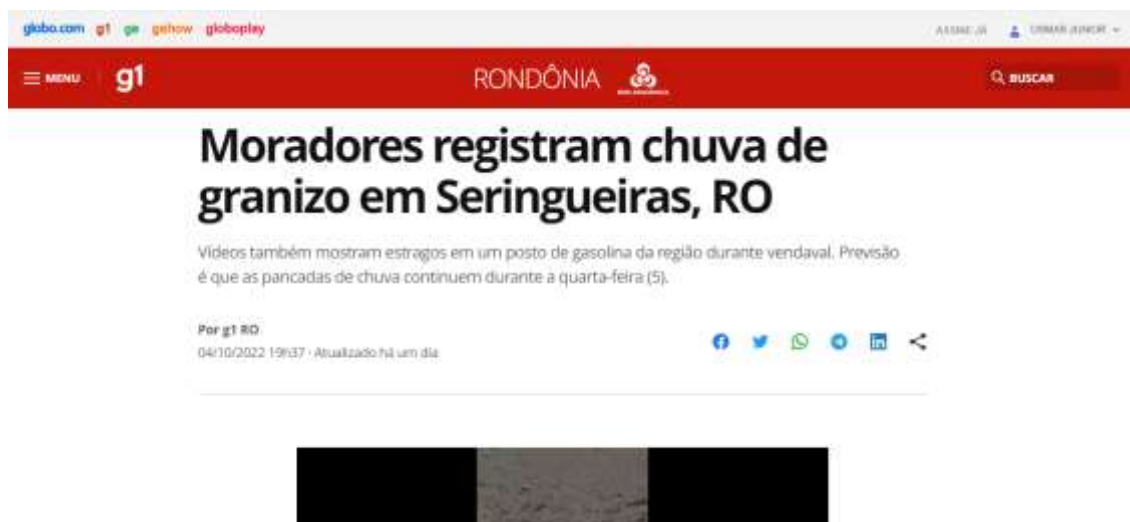 globo.com g1 ge gshow globoplay
ASSINE JÁ
MENU g1 RONDÔNIA BUSCAR
Moradores registram chuva de
granizo em Seringueiras, RO
Vídeos também mostram estragos em um posto de gasolina da região durante vendaval. Previsão
é que as pancadas de chuva continuem durante a quarta-feira (5).
Por g1 RO
04/10/2022 19h37 · Atualizado há um dia